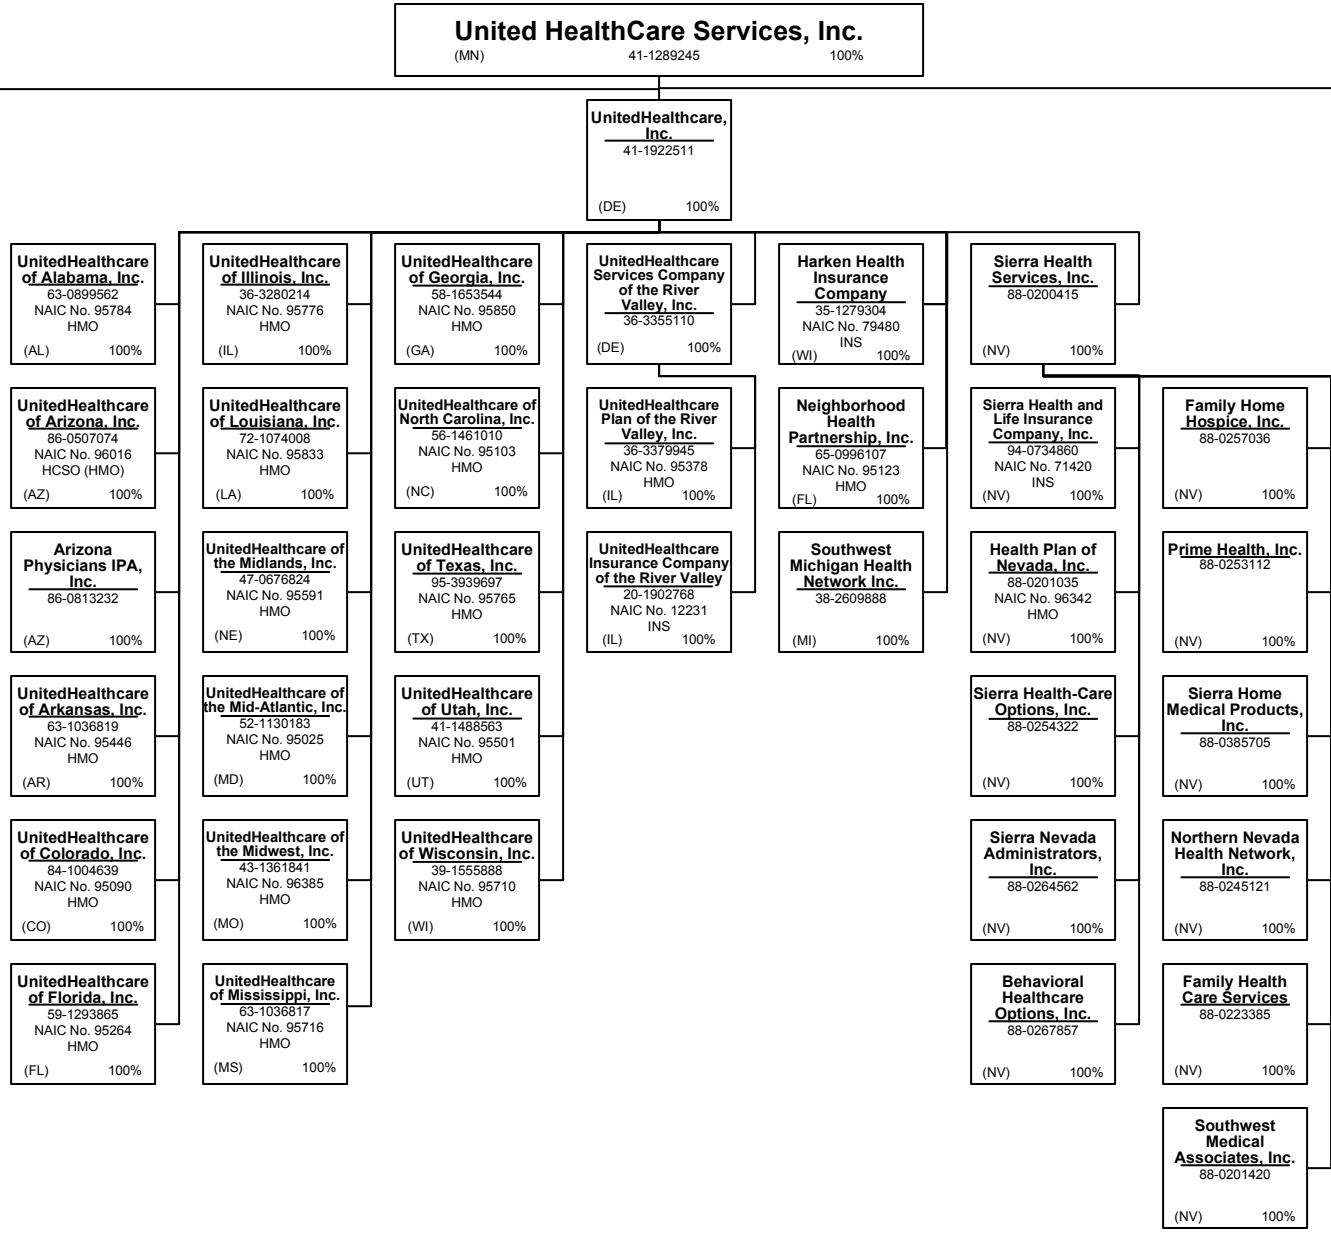 United HealthCare Services, Inc.
(MN) 41-1289245 100%
UnitedHealthcare,
Inc.
41-1922511
(DE) 100%
UnitedHealthcare
of Alabama, Inc.
63-0899562
NAIC No. 95784
HMO
(AL) 100%
UnitedHealthcare
of Illinois, Inc.
36-3280214
NAIC No. 95776
HMO
(IL) 100%
UnitedHealthcare
of Georgia, Inc.
58-1653544
NAIC No. 95850
HMO
(GA) 100%
UnitedHealthcare
Services Company
of the River
Valley, Inc.
36-3355110
(DE) 100%
Harken Health
Insurance
Company
35-1279304
NAIC No. 79480
INS
(WI) 100%
Sierra Health
Services, Inc.
88-0200415
(NV) 100%
UnitedHealthcare
of Arizona, Inc.
86-0507074
NAIC No. 96016
HCSO (HMO)
(AZ) 100%
UnitedHealthcare
of Louisiana, Inc.
72-1074008
NAIC No. 95833
HMO
(LA) 100%
UnitedHealthcare of
North Carolina, Inc.
56-1461010
NAIC No. 95103
HMO
(NC) 100%
UnitedHealthcare
Plan of the River
Valley, Inc.
36-3379945
NAIC No. 95378
HMO
(IL) 100%
Neighborhood
Health
Partnership, Inc.
65-0996107
NAIC No. 95123
HMO
(FL) 100%
Sierra Health and
Life Insurance
Company, Inc.
94-0734860
NAIC No. 71420
INS
(NV) 100%
Family Home
Hospice, Inc.
88-0257036
(NV) 100%
Arizona
Physicians IPA,
Inc.
86-0813232
(AZ) 100%
UnitedHealthcare of
the Midlands, Inc.
47-0676824
NAIC No. 95591
HMO
(NE) 100%
UnitedHealthcare
of Texas, Inc.
95-3939697
NAIC No. 95765
HMO
(TX) 100%
UnitedHealthcare
Insurance Company
of the River Valley
20-1902768
NAIC No. 12231
INS
(IL) 100%
Southwest
Michigan Health
Network Inc.
38-2609888
(MI) 100%
Health Plan of
Nevada, Inc.
88-0201035
NAIC No. 96342
HMO
(NV) 100%
Prime Health, Inc.
88-0253112
(NV) 100%
UnitedHealthcare
of Arkansas, Inc.
63-1036819
NAIC No. 95446
HMO
(AR) 100%
UnitedHealthcare of
the Mid-Atlantic, Inc.
52-1130183
NAIC No. 95025
HMO
(MD) 100%
UnitedHealthcare
of Utah, Inc.
41-1488563
NAIC No. 95501
HMO
(UT) 100%
Sierra Health-Care
Options, Inc.
88-0254322
(NV) 100%
Sierra Home
Medical Products,
Inc.
88-0385705
(NV) 100%
UnitedHealthcare
of Colorado, Inc.
84-1004639
NAIC No. 95090
HMO
(CO) 100%
UnitedHealthcare of
the Midwest, Inc.
43-1361841
NAIC No. 96385
HMO
(MO) 100%
UnitedHealthcare
of Wisconsin, Inc.
39-1555888
NAIC No. 95710
HMO
(WI) 100%
Sierra Nevada
Administrators,
Inc.
88-0264562
(NV) 100%
Northern Nevada
Health Network,
Inc.
88-0245121
(NV) 100%
UnitedHealthcare
of Florida, Inc.
59-1293865
NAIC No. 95264
HMO
(FL) 100%
UnitedHealthcare
of Mississippi, Inc.
63-1036817
NAIC No. 95716
HMO
(MS) 100%
Behavioral
Healthcare
Options, Inc.
88-0267857
(NV) 100%
Family Health
Care Services
88-0223385
(NV) 100%
Southwest
Medical
Associates, Inc.
88-0201420
(NV) 100%